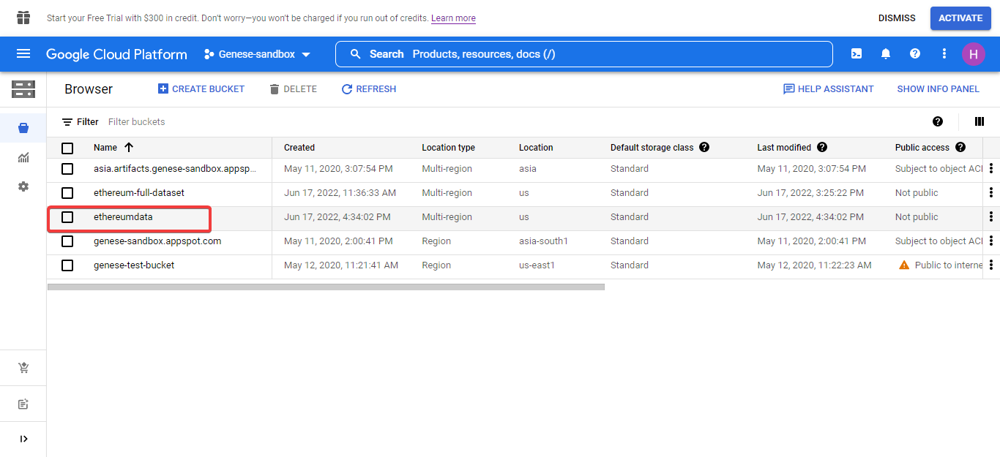 Start your Free Trial with $300 in credit. Don't worry—you won't be charged if you run out of credits. Learn more DISMISS ACTIVATE
Google Cloud Platform Genese-sandbox Search Products, resources, docs (/) H
Browser CREATE BUCKET DELETE REFRESH HELP ASSISTANT SHOW INFO PANEL
Filter Filter buckets
Name Created Location type Location Default storage class Last modified Public access
asia.artifacts.genese-sandbox.appsp... May 11, 2020, 3:07:54 PM Multi-region asia Standard May 11, 2020, 3:07:54 PM Subject to object ACI
ethereum-full-dataset Jun 17, 2022, 11:36:33 AM Multi-region us Standard Jun 17, 2022, 3:25:22 PM Not public
ethereumdata Jun 17, 2022, 4:34:02 PM Multi-region us Standard Jun 17, 2022, 4:34:02 PM Not public
genese-sandbox.appspot.com May 11, 2020, 2:00:41 PM Region asia-south1 Standard May 11, 2020, 2:00:41 PM Subject to object ACI
genese-test-bucket May 12, 2020, 11:21:41 AM Region us-east1 Standard May 12, 2020, 11:22:23 AM Public to interne